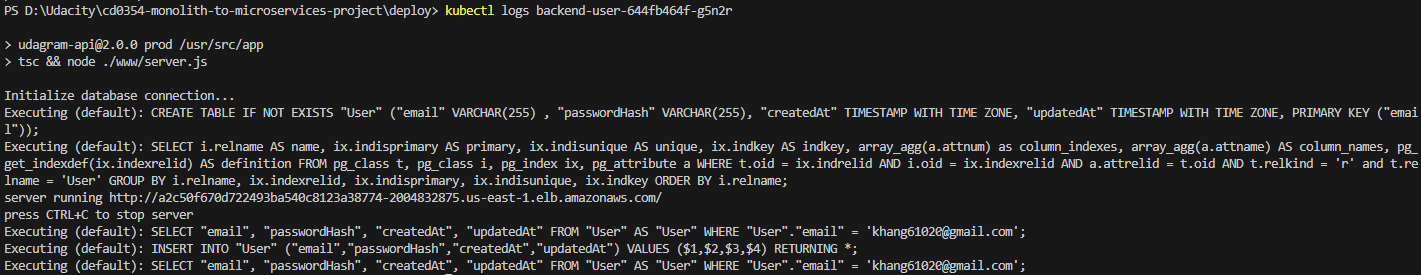 PS D:\Udacity\cd0354-monolith-to-microservices-project\deploy> kubectl logs backend-user-644fb464f-g5n2r
> udagram-api@2.0.0 prod /usr/src/app
> tsc && node ./www/server.js
Initialize database connection...
Executing (default): CREATE TABLE IF NOT EXISTS "User" ("email" VARCHAR(255) , "passwordHash" VARCHAR(255), "createdAt" TIMESTAMP WITH TIME ZONE, "updatedAt" TIMESTAMP WITH TIME ZONE, PRIMARY KEY ("emai
l"));
Executing (default): SELECT i.relname AS name, ix.indisprimary AS primary, ix.indisunique AS unique, ix.indkey AS indkey, array_agg(a.attnum) as column_indexes, array_agg(a.attname) AS column_names, pg_
get_indexdef(ix.indexrelid) AS definition FROM pg_class t, pg_class i, pg_index ix, pg_attribute a WHERE t.oid = ix.indrelid AND i.oid = ix.indexrelid AND a.attrelid = t.oid AND t.relkind = 'r' and t.re
lname = 'User' GROUP BY i.relname, ix.indexrelid, ix.indisprimary, ix.indisunique, ix.indkey ORDER BY i.relname;
server running http://a2c50f670d722493ba540c8123a38774-2004832875.us-east-1.elb.amazonaws.com/
press CTRL+C to stop server
Executing (default): SELECT "email", "passwordHash", "createdAt", "updatedAt" FROM "User" AS "User" WHERE "User"."email" = 'khang61020@gmail.com';
Executing (default): INSERT INTO "User" ("email","passwordHash","createdAt","updatedAt") VALUES ($1,$2,$3,$4) RETURNING *;
Executing (default): SELECT "email", "passwordHash", "createdAt", "updatedAt" FROM "User" AS "User" WHERE "User"."email" = 'khang61020@gmail.com';